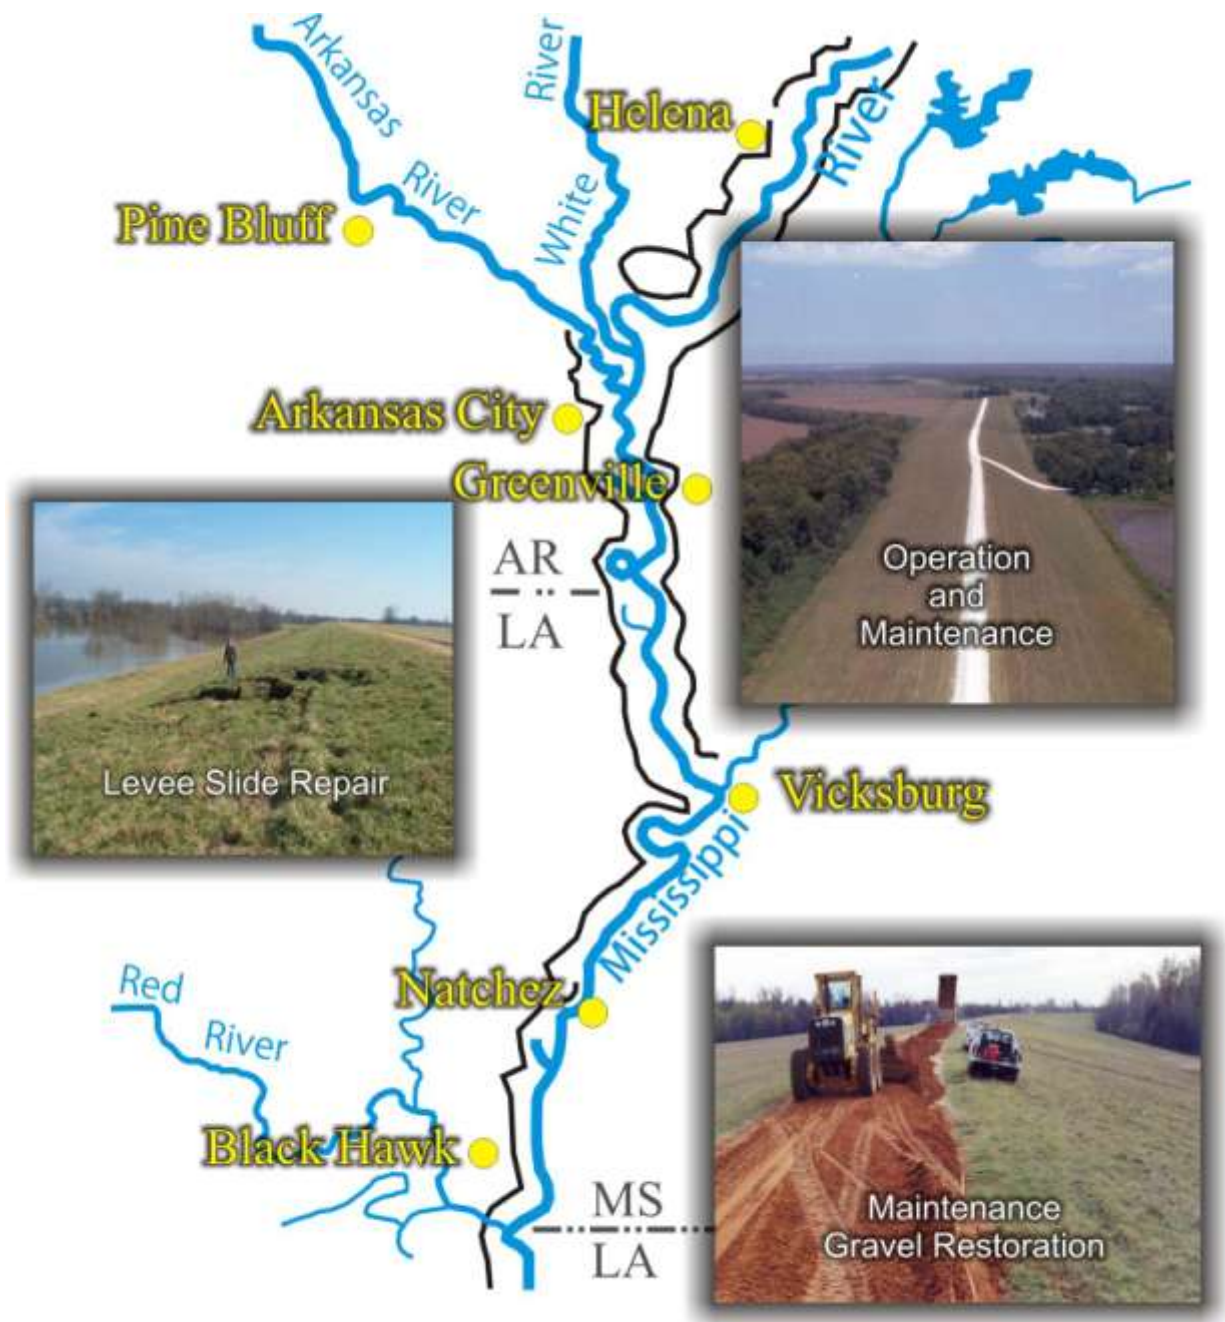 Arkansas
River
River
White
Helena
River
Pine Bluff
Arkansas City
Greenville
AR
LA
Operation
and
Maintenance
Levee Slide Repair
Vicksburg
Mississippi
Natchez
Red
River
Black Hawk
MS
LA
Maintenance
Gravel Restoration